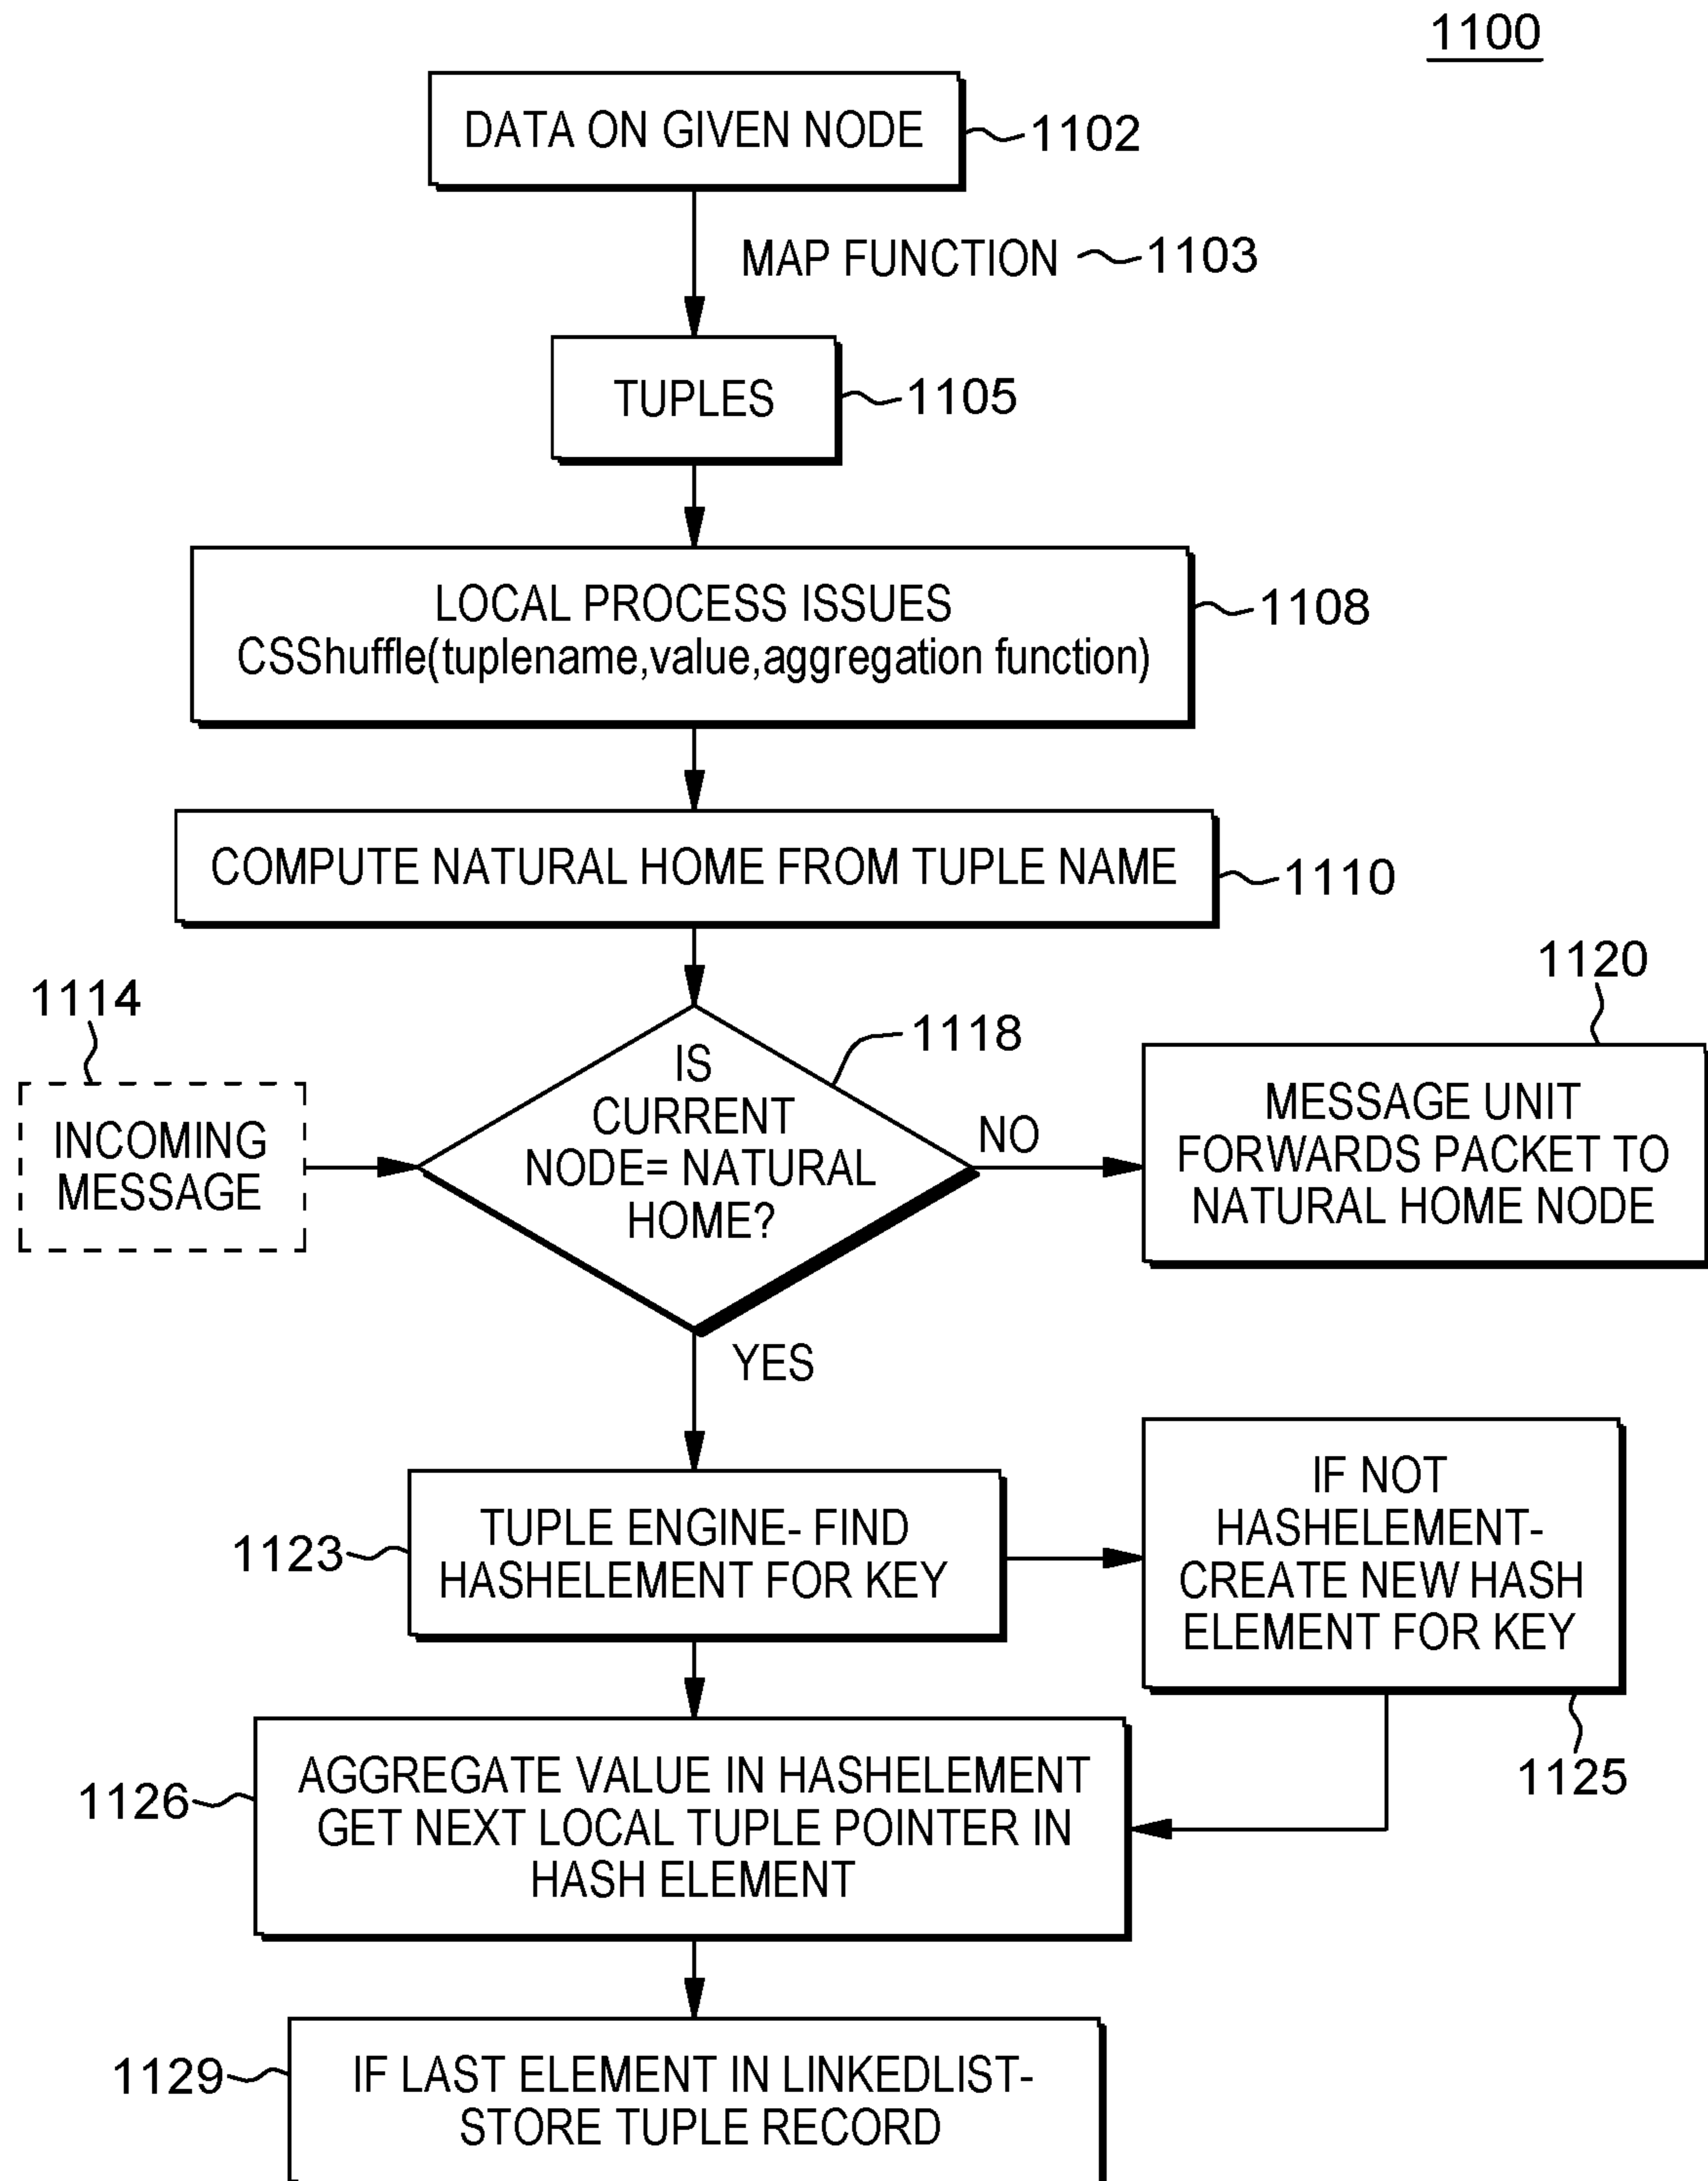 1100
DATA ON GIVEN NODE
1102
MAP FUNCTION
1103
TUPLES
1105
LOCAL PROCESS ISSUES
CSShuffle(tuplename,value,aggregation function)
1108
COMPUTE NATURAL HOME FROM TUPLE NAME
1110
1114
INCOMING
MESSAGE
IS
CURRENT
NODE= NATURAL
HOME?
1118
NO
1120
MESSAGE UNIT
FORWARDS PACKET TO
NATURAL HOME NODE
YES
1123
TUPLE ENGINE- FIND
HASHELEMENT FOR KEY
IF NOT
HASHELEMENT-
CREATE NEW HASH
ELEMENT FOR KEY
1125
1126
AGGREGATE VALUE IN HASHELEMENT
GET NEXT LOCAL TUPLE POINTER IN
HASH ELEMENT
1129
IF LAST ELEMENT IN LINKEDLIST-
STORE TUPLE RECORD